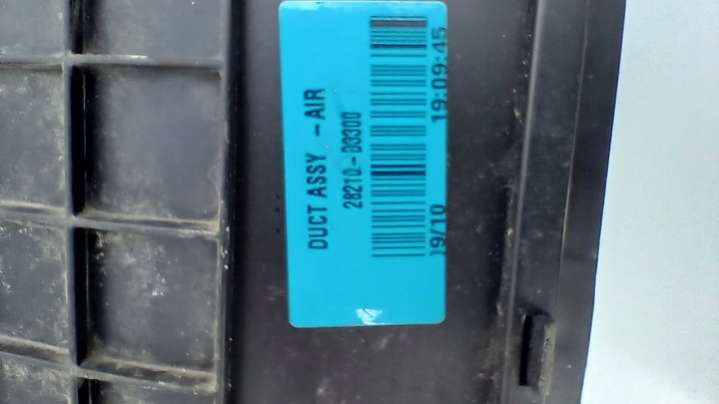 DUCT ASSY - AIR
28210-D3300
19/10 19:09:45